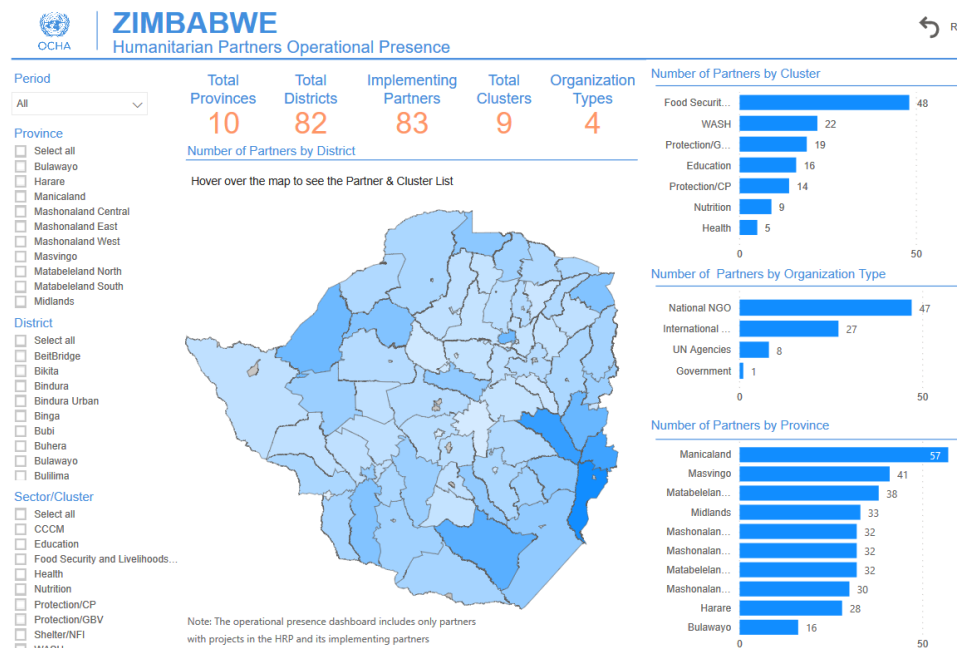 OCHA
ZIMBABWE
Humanitarian Partners Operational Presence
R
Period
All
Province
Select all
Bulawayo
Harare
Manicaland
Mashonaland Central
Mashonaland East
Mashonaland West
Masvingo
Matabeleland North
Matabeleland South
Midlands
District
Select all
BeitBridge
Bikita
Bindura
Bindura Urban
Binga
Bubi
Buhera
Bulawayo
Bulilima
Sector/Cluster
Select all
CCCM
Education
Food Security and Livelihoods...
Health
Nutrition
Protection/CP
Protection/GBV
Shelter/NFI
WASH
Total Provinces
10
Total Districts
82
Implementing Partners
83
Total Clusters
9
Organization Types
4
Number of Partners by District
Hover over the map to see the Partner & Cluster List
Note: The operational presence dashboard includes only partners
with projects in the HRP and its implementing partners
Number of Partners by Cluster
Food Securit... 48
WASH 22
Protection/G... 19
Education 16
Protection/CP 14
Nutrition 9
Health 5
0 50
Number of Partners by Organization Type
National NGO 47
International ... 27
UN Agencies 8
Government 1
0 50
Number of Partners by Province
Manicaland 57
Masvingo 41
Matabelelan... 38
Midlands 33
Mashonalan... 32
Mashonalan... 32
Matabelelan... 32
Mashonalan... 30
Harare 28
Bulawayo 16
0 50